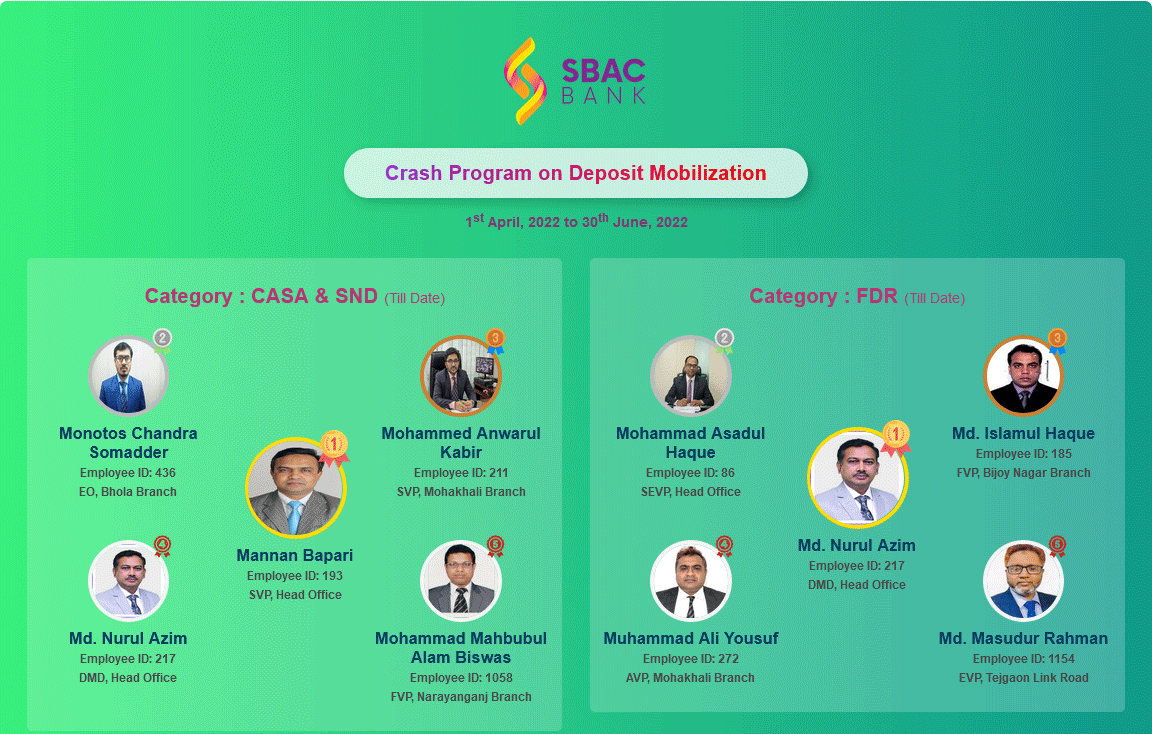 SBAC
BANK
Crash Program on Deposit Mobilization
1st April, 2022 to 30th June, 2022
Category : CASA & SND (Till Date)
2
Monotos Chandra
Somadder
Employee ID: 436
EO, Bhola Branch
3
Mohammed Anwarul
Kabir
Employee ID: 211
SVP, Mohakhali Branch
1
Mannan Bapari
Employee ID: 193
SVP, Head Office
4
Md. Nurul Azim
Employee ID: 217
DMD, Head Office
5
Mohammad Mahbubul
Alam Biswas
Employee ID: 1058
FVP, Narayanganj Branch
Category : FDR (Till Date)
2
Mohammad Asadul
Haque
Employee ID: 86
SEVP, Head Office
3
Md. Islamul Haque
Employee ID: 185
FVP, Bijoy Nagar Branch
1
Md. Nurul Azim
Employee ID: 217
DMD, Head Office
4
Muhammad Ali Yousuf
Employee ID: 272
AVP, Mohakhali Branch
5
Md. Masudur Rahman
Employee ID: 1154
EVP, Tejgaon Link Road